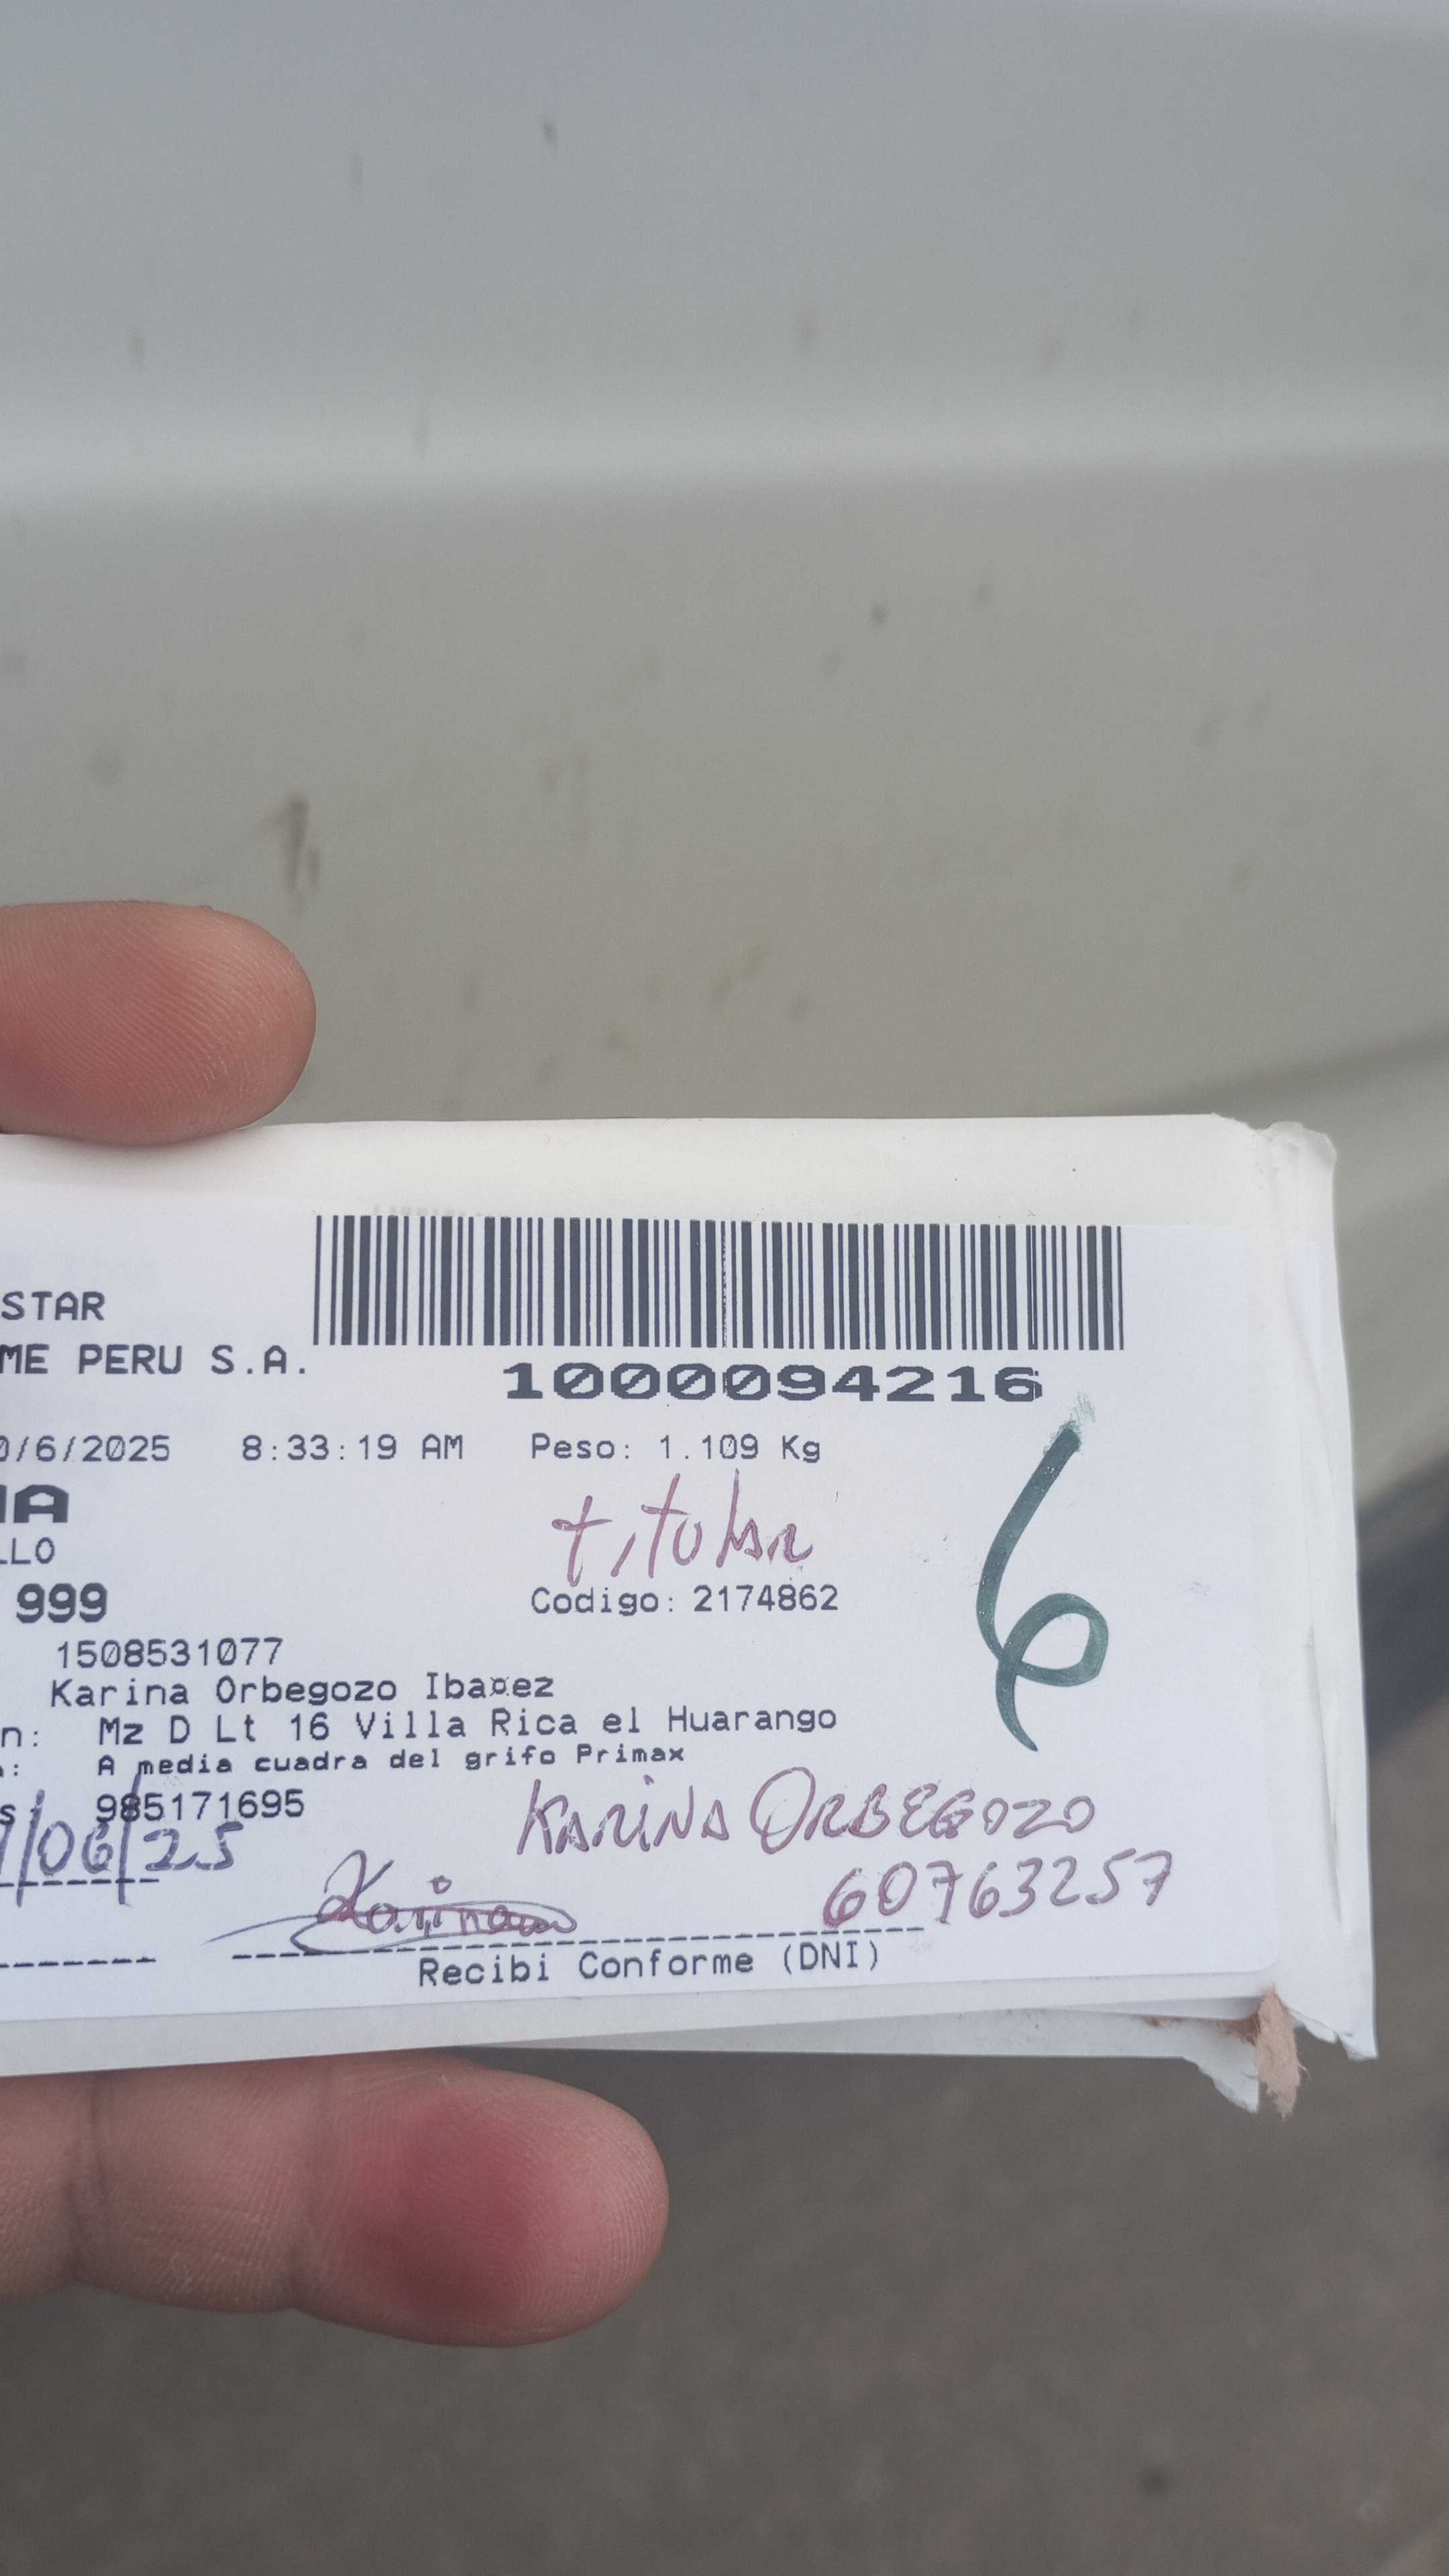 STAR
ME PERU S.A.
1000094216
0/6/2025 8:33:19 AM Peso: 1.109 Kg
NA
titular
LLO
999
Codigo: 2174862
6
1508531077
Karina Orbegozo Iba¤ez
n: Mz D Lt 16 Villa Rica el Huarango
: A media cuadra del grifo Primax
s 985171695
/06/25
KARINA ORBEGOZO
Karina
60763257
Recibi Conforme (DNI)